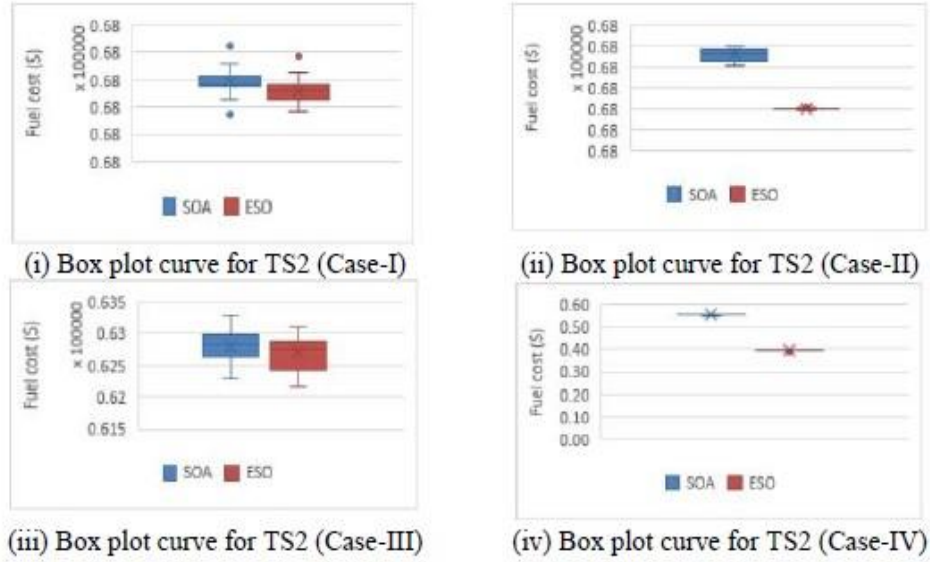 0.68
0.68
0.68
0.68
0.68
0.68
Fuel cost ($)
x 100000
SOA ESO
(i) Box plot curve for TS2 (Case-I)
0.68
0.68
0.68
0.68
0.68
0.68
0.68
Fuel cost ($)
x 100000
SOA ESO
(ii) Box plot curve for TS2 (Case-II)
0.635
0.63
0.625
0.62
0.615
Fuel cost ($)
x 100000
SOA ESO
(iii) Box plot curve for TS2 (Case-III)
0.60
0.50
0.40
0.30
0.20
0.10
0.00
Fuel cost ($)
SOA ESO
(iv) Box plot curve for TS2 (Case-IV)